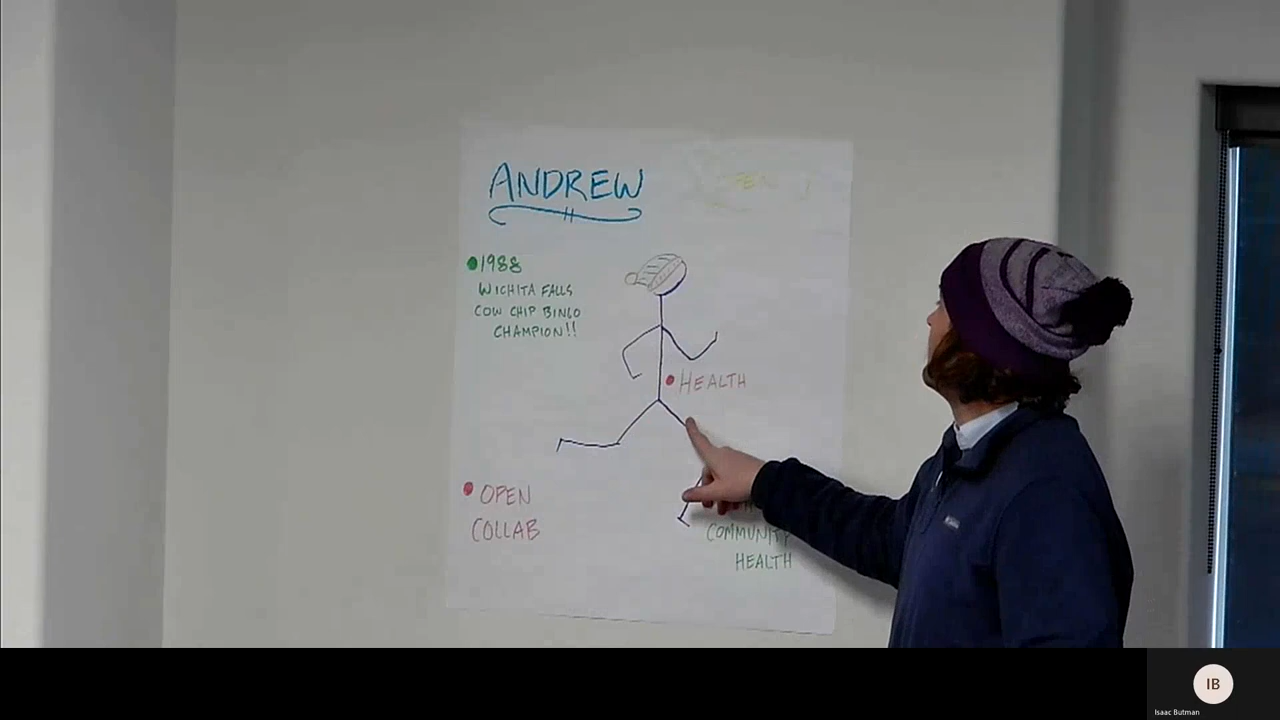 ANDREW
1988
WICHITA FALLS
COW CHIP BINGO
CHAMPION!!
HEALTH
OPEN
COLLAB
COMMUNITY
HEALTH
IB
Isaac Butman